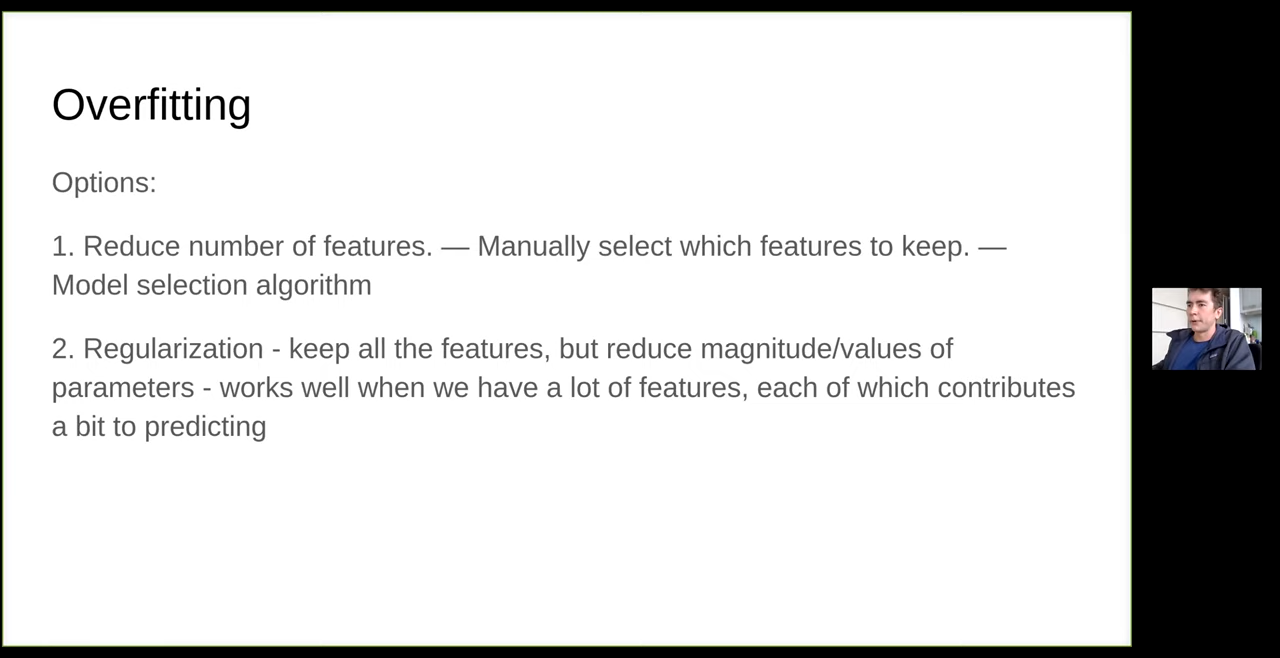 Overfitting
Options:
1. Reduce number of features. — Manually select which features to keep. —
Model selection algorithm
2. Regularization - keep all the features, but reduce magnitude/values of
parameters - works well when we have a lot of features, each of which contributes
a bit to predicting